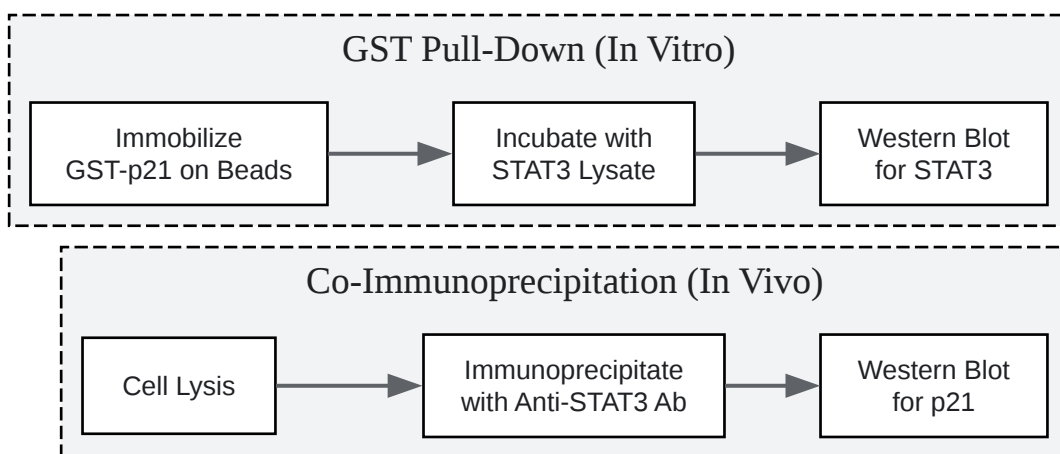 GST Pull-Down (In Vitro)
Immobilize
GST-p21 on Beads
Incubate with
STAT3 Lysate
Western Blot
for STAT3
Co-Immunoprecipitation (In Vivo)
Cell Lysis
Immunoprecipitate
with Anti-STAT3 Ab
Western Blot
for p21